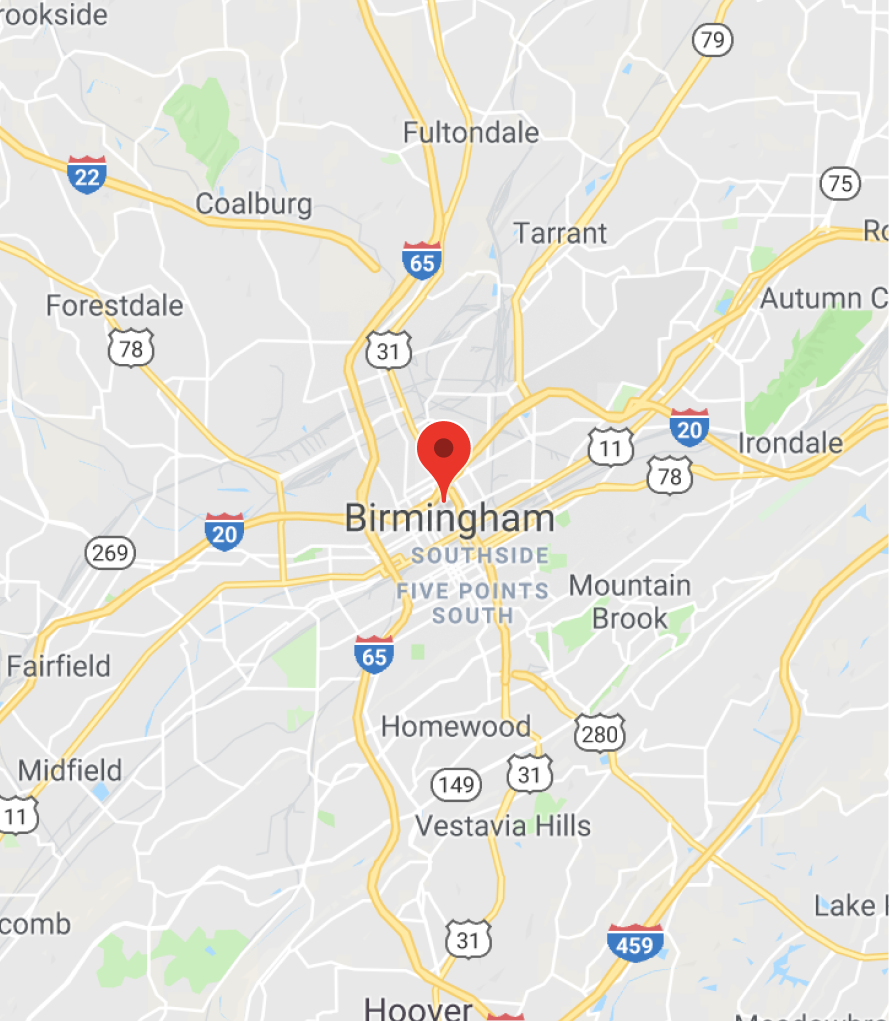 ookside
79
Fultondale
22
75
Coalburg
Tarrant
Ro
65
Forestdale
Autumn C
78
31
20
11
Irondale
78
Birmingham
20
SOUTHSIDE
269
FIVE POINTS
SOUTH
Mountain
Brook
65
Fairfield
Homewood
280
Midfield
31
149
11
Vestavia Hills
Lake
comb
31
459
Hoover